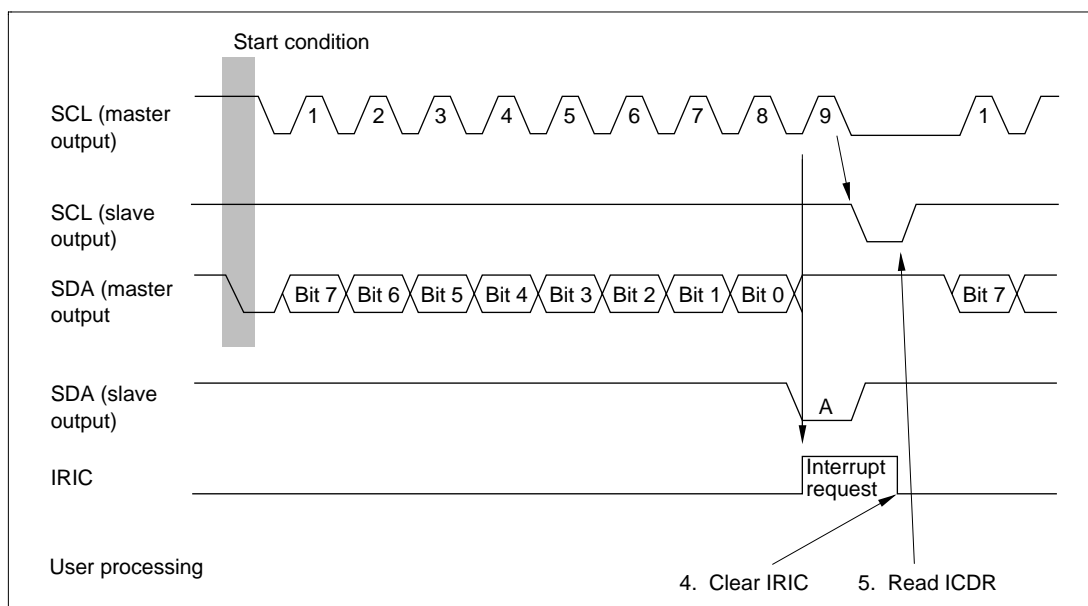 Start condition
SCL (master
output)
1 2 3 4 5 6 7 8 9 1
SCL (slave
output)
SDA (master
output
Bit 7 Bit 6 Bit 5 Bit 4 Bit 3 Bit 2 Bit 1 Bit 0 Bit 7
SDA (slave
output)
A
IRIC
Interrupt
request
User processing
4. Clear IRIC 5. Read ICDR